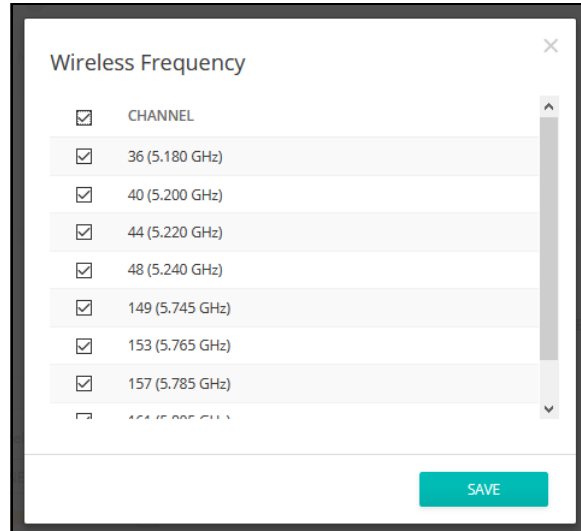 Wireless Frequency
CHANNEL
36 (5.180 GHz)
40 (5.200 GHz)
44 (5.220 GHz)
48 (5.240 GHz)
149 (5.745 GHz)
153 (5.765 GHz)
157 (5.785 GHz)
SAVE